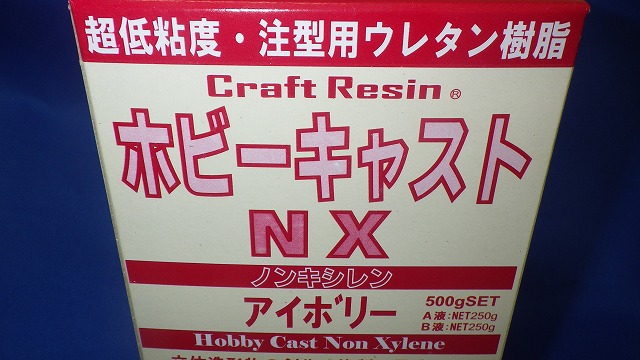 超低粘度・注型用ウレタン樹脂
Craft Resin®
ホビーキャスト
NX
ノンキシレン
アイボリー
500gSET
A液:NET250g
B液:NET250g
Hobby Cast Non Xylene